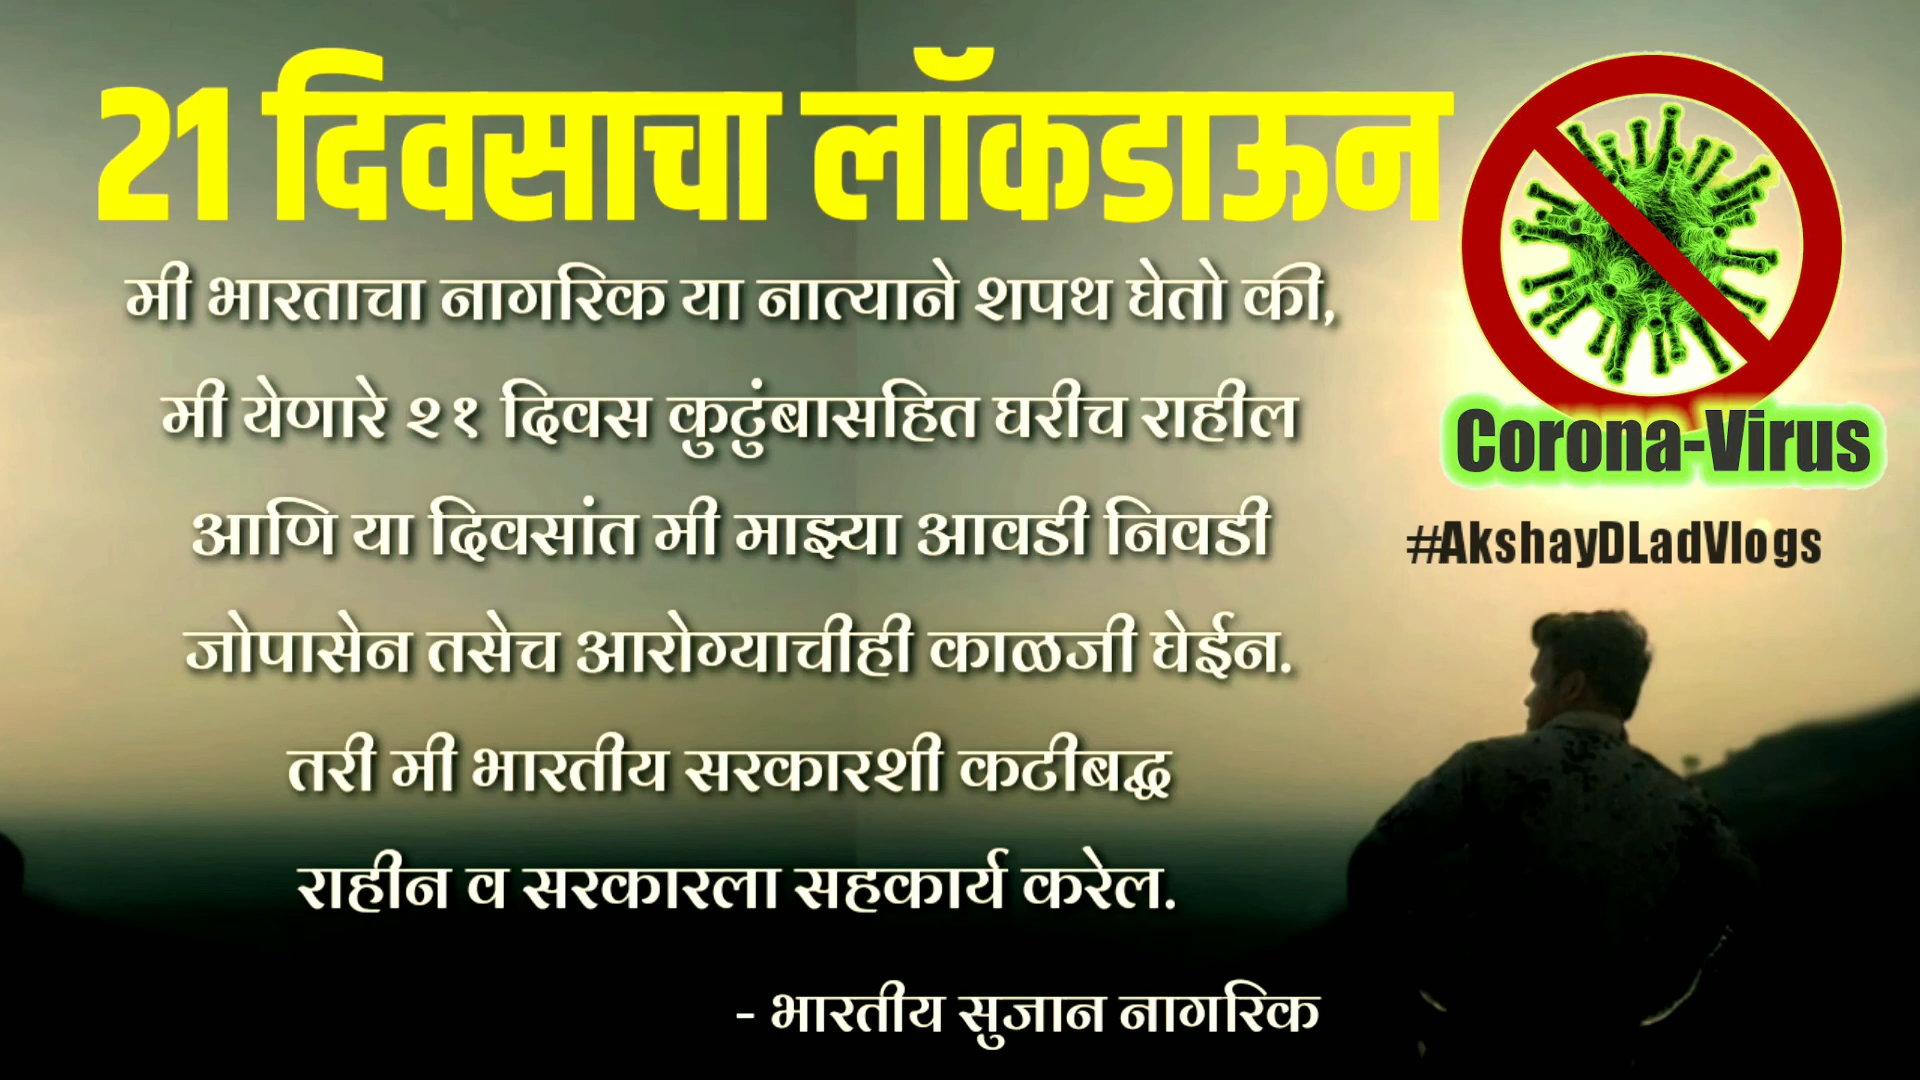 21 दिवसाचा लॉकडाऊन
मी भारताचा नागरिक या नात्याने शपथ घेतो की,
मी येणारे २१ दिवस कुटुंबासहित घरीच राहील
आणि या दिवसांत मी माझ्या आवडी निवडी
जोपासेन तसेच आरोग्याचीही काळजी घेईन.
तरी मी भारतीय सरकारशी कटीबद्ध
राहीन व सरकारला सहकार्य करेल.
- भारतीय सुजान नागरिक
Corona-Virus
#AkshayDLadVlogs